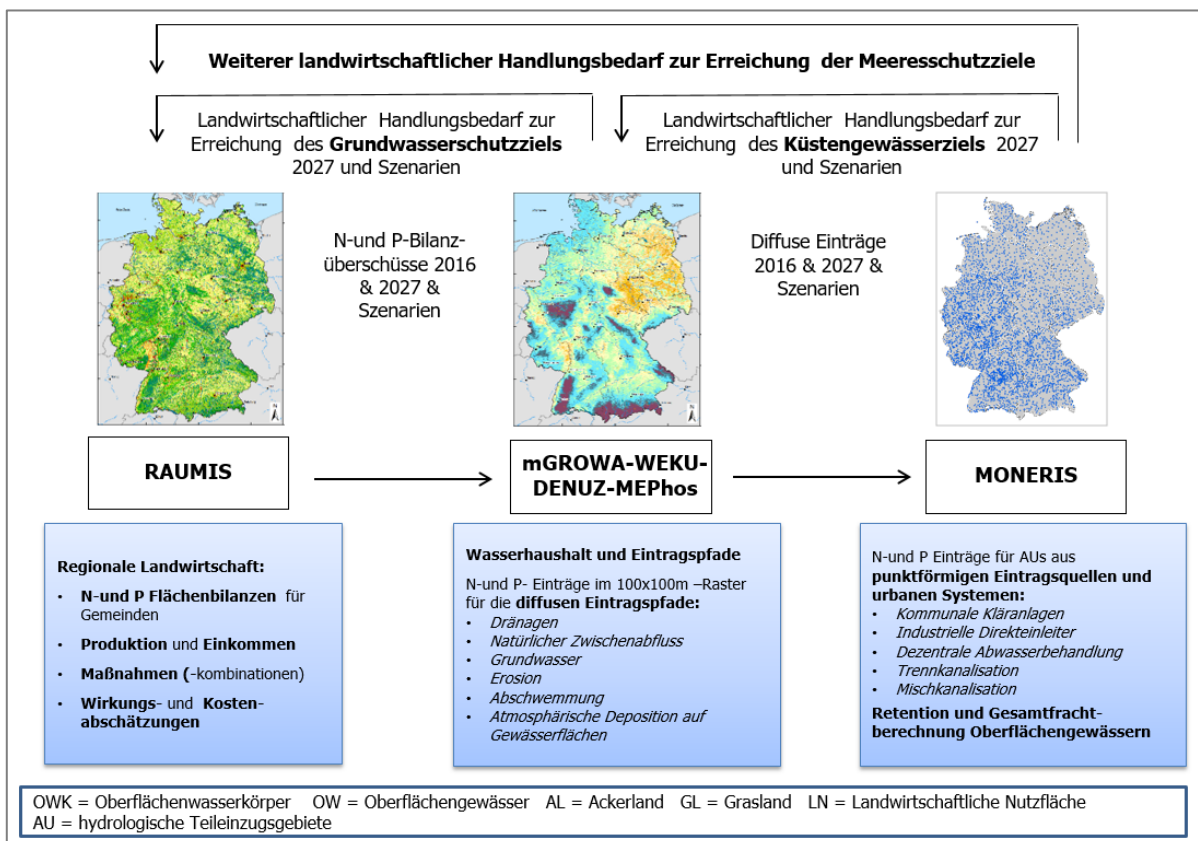 Weiterer landwirtschaftlicher Handlungsbedarf zur Erreichung der Meeresschutzziele
Landwirtschaftlicher Handlungsbedarf zur
Erreichung des Grundwasserschutzziels
2027 und Szenarien
Landwirtschaftlicher Handlungsbedarf zur
Erreichung des Küstengewässerziels 2027
und Szenarien
N-und P-Bilanz-
überschüsse 2016
& 2027 &
Szenarien
Diffuse Einträge
2016 & 2027 &
Szenarien
N
N
RAUMIS
mGROWA-WEKU-
DENUZ-MEPhos
MONERIS
Regionale Landwirtschaft:
• N-und P Flächenbilanzen für
Gemeinden
• Produktion und Einkommen
• Maßnahmen (-kombinationen)
• Wirkungs- und Kosten-
abschätzungen
Wasserhaushalt und Eintragspfade
N-und P- Einträge im 100x100m –Raster
für die diffusen Eintragspfade:
• Dränagen
• Natürlicher Zwischenabfluss
• Grundwasser
• Erosion
• Abschwemmung
• Atmosphärische Deposition auf
Gewässerflächen
N-und P Einträge für AUs aus
punktförmigen Eintragsquellen und
urbanen Systemen:
• Kommunale Kläranlagen
• Industrielle Direkteinleiter
• Dezentrale Abwasserbehandlung
• Trennkanalisation
• Mischkanalisation
Retention und Gesamtfracht-
berechnung Oberflächengewässern
OWK = Oberflächenwasserkörper OW = Oberflächengewässer AL = Ackerland GL = Grasland LN = Landwirtschaftliche Nutzfläche
AU = hydrologische Teileinzugsgebiete